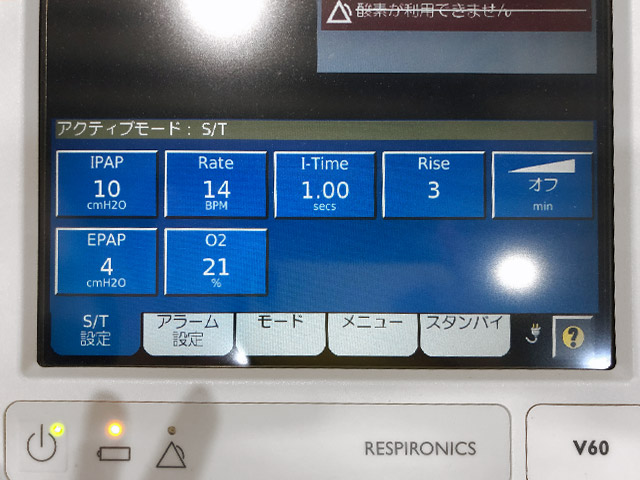 酸素が利用できません
アクティブモード： S/T
IPAP
10
cmH2O
Rate
14
BPM
I-Time
1.00
secs
Rise
3
オフ
min
EPAP
4
cmH2O
O2
21
%
S/T
設定
アラーム
設定
モード
メニュー
スタンバイ
?
RESPIRONICS
V60